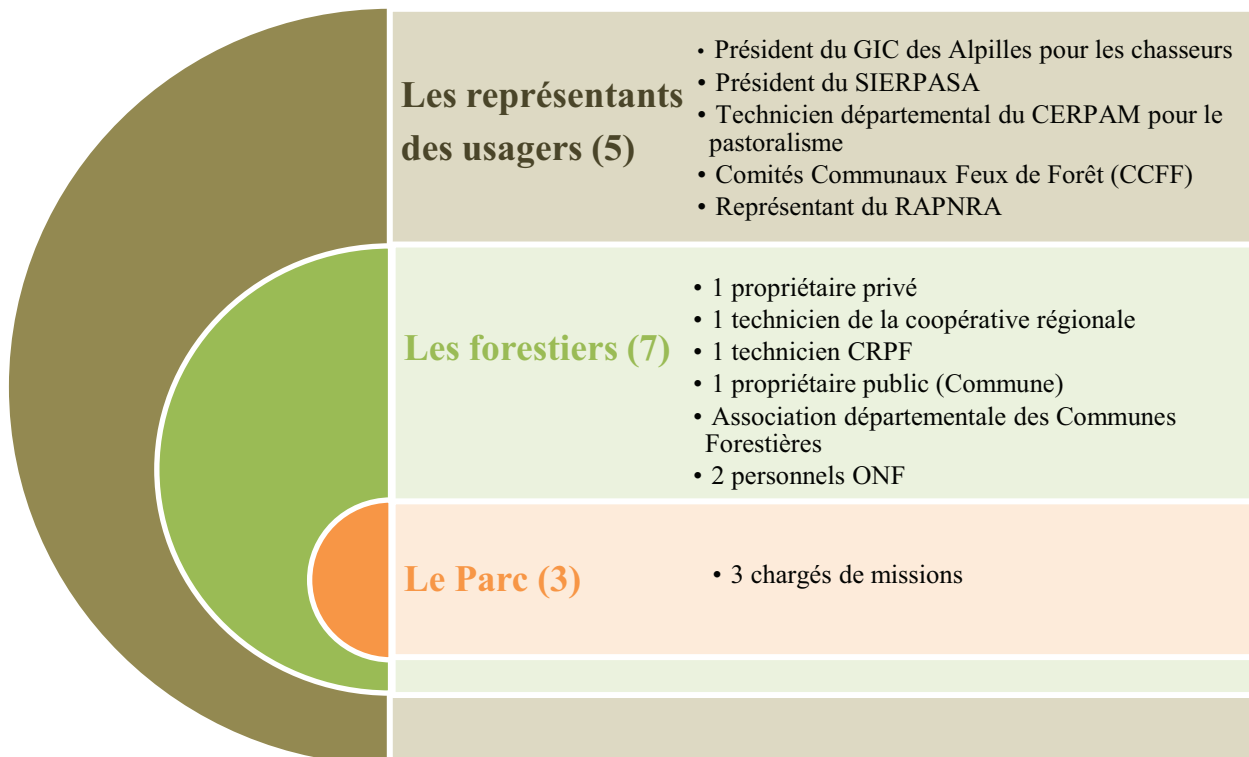 Les représentants
des usagers (5)
• Président du GIC des Alpilles pour les chasseurs
• Président du SIERPASA
• Technicien départemental du CERPAM pour le
pastoralisme
• Comités Communaux Feux de Forêt (CCFF)
• Représentant du RAPNRA
Les forestiers (7)
• 1 propriétaire privé
• 1 technicien de la coopérative régionale
• 1 technicien CRPF
• 1 propriétaire public (Commune)
• Association départementale des Communes
Forestières
• 2 personnels ONF
Le Parc (3)
• 3 chargés de missions